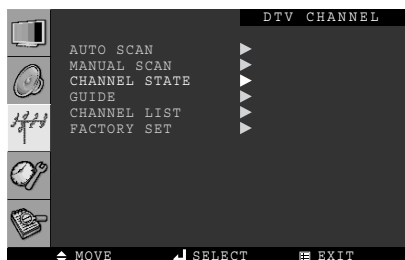 DTV CHANNEL
AUTO SCAN
MANUAL SCAN
CHANNEL STATE
GUIDE
CHANNEL LIST
FACTORY SET
MOVE SELECT EXIT